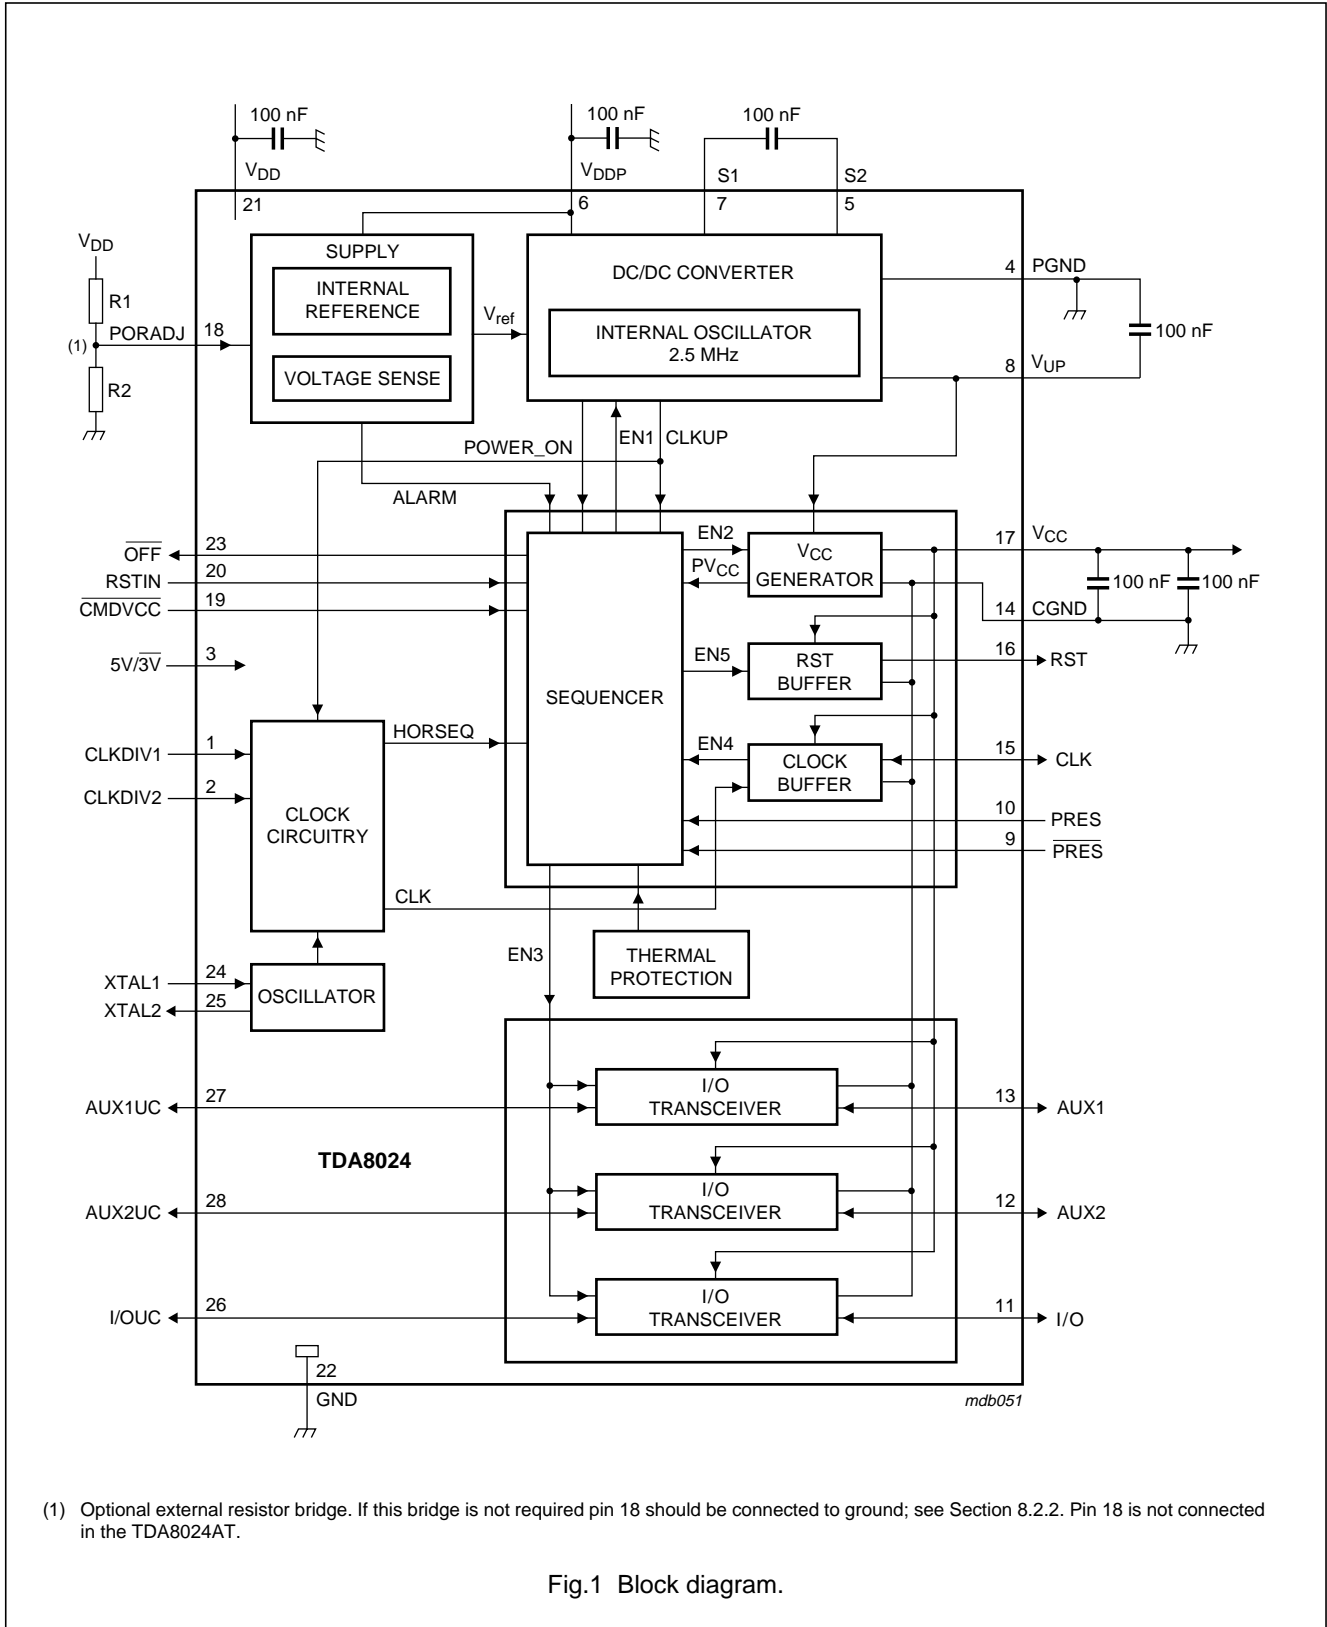 100 nF
100 nF
100 nF
VDD
VDDP
S1
S2
21
6
7
5
VDD
SUPPLY
DC/DC CONVERTER
4
PGND
INTERNAL
REFERENCE
R1
Vref
INTERNAL OSCILLATOR
2.5 MHz
100 nF
(1)
PORADJ
18
VOLTAGE SENSE
8
VUP
R2
POWER_ON
EN1
CLKUP
ALARM
OFF
23
EN2
VCC
GENERATOR
17
VCC
RSTIN
20
PVCC
100 nF
100 nF
CMDVCC
19
14
CGND
5V/3V
3
EN5
RST
BUFFER
16
RST
SEQUENCER
HORSEQ
CLKDIV1
1
EN4
CLOCK
BUFFER
15
CLK
CLKDIV2
2
CLOCK
CIRCUITRY
10
PRES
9
PRES
CLK
EN3
THERMAL
PROTECTION
XTAL1
24
OSCILLATOR
XTAL2
25
I/O
TRANSCEIVER
AUX1UC
27
13
AUX1
TDA8024
I/O
TRANSCEIVER
AUX2UC
28
12
AUX2
I/O
TRANSCEIVER
I/OUC
26
11
I/O
22
GND
mdb051
(1) Optional external resistor bridge. If this bridge is not required pin 18 should be connected to ground; see Section 8.2.2. Pin 18 is not connected
in the TDA8024AT.
Fig.1 Block diagram.